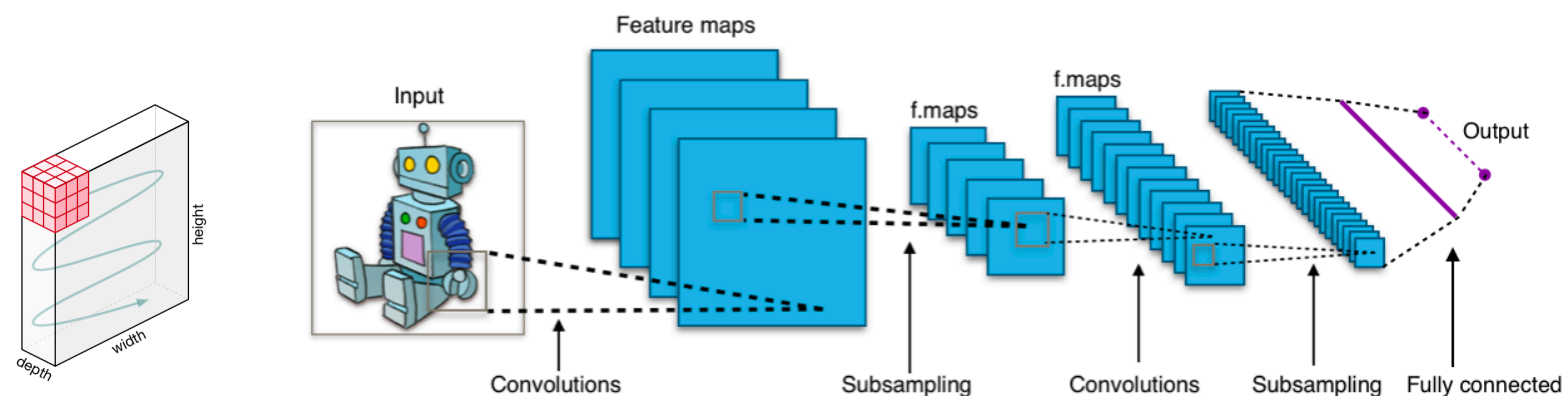 depth
width
height
Input
Feature maps
f.maps
f.maps
Output
Convolutions
Subsampling
Convolutions
Subsampling
Fully connected